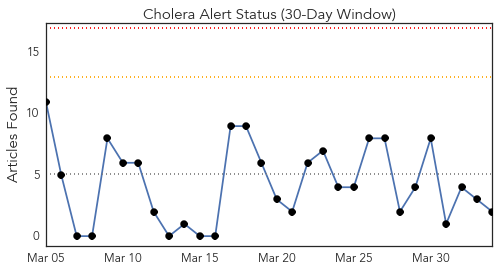 Cholera Alert Status (30-Day Window)
Articles Found
15
10
5
0
Mar 05 Mar 10 Mar 15 Mar 20 Mar 25 Mar 30